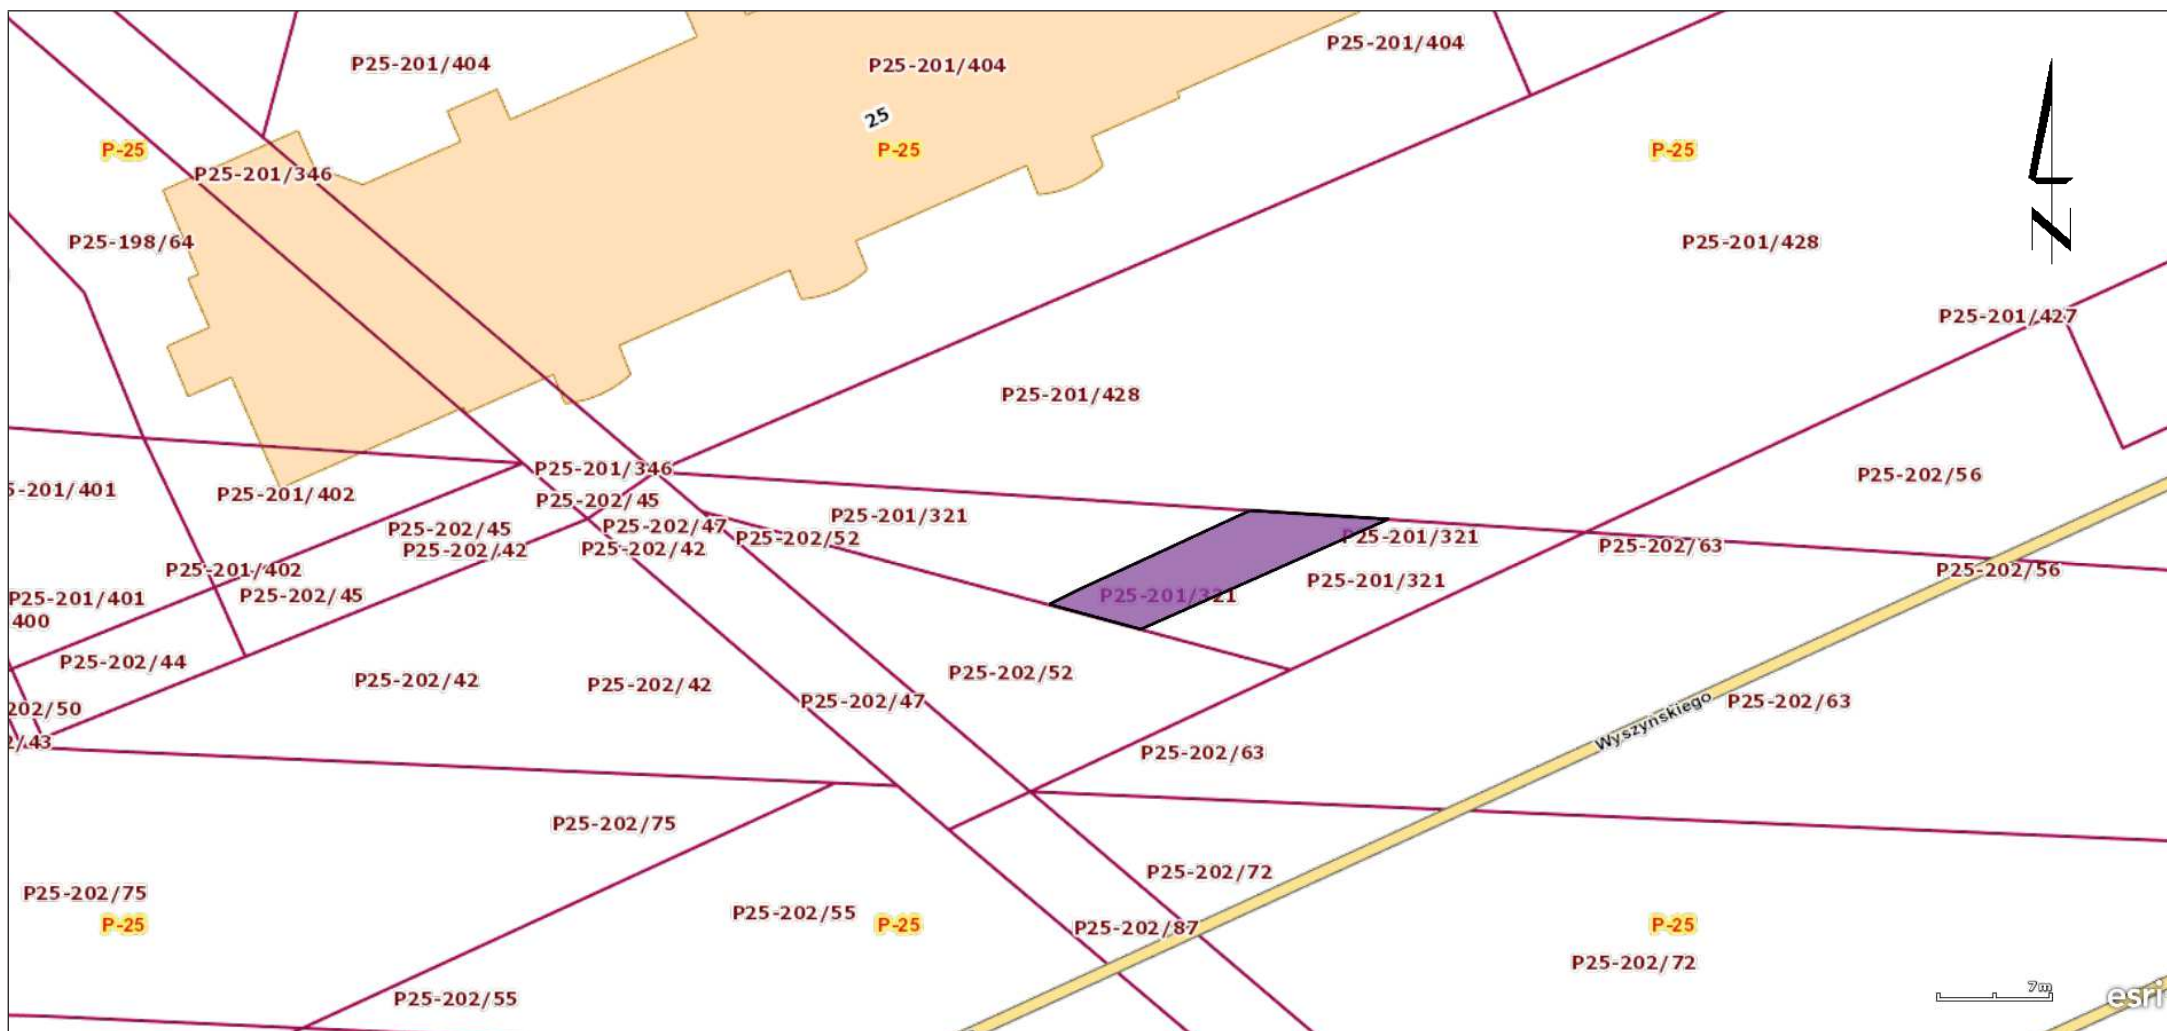 P25-201/404
P25-201/404
P25-201/404
25
P-25
P-25
P-25
P25-201/346
P25-198/64
P25-201/428
N
P25-201/427
P25-201/428
P25-201/346
P25-202/56
5-201/401
P25-201/402
P25-202/45
P25-201/321
P25-202/45
P25-202/47
P25-202/52
P25-201/321
P25-202/42
P25-202/42
P25-202/63
P25-201/402
P25-202/56
P25-201/321
P25-201/401
P25-202/45
P25-201/321
400
P25-202/44
P25-202/52
P25-202/42
P25-202/42
P25-202/47
P25-202/63
202/50
Wyszyńskiego
2/43
P25-202/63
P25-202/75
P25-202/72
P25-202/75
P25-202/55
P-25
P-25
P25-202/87
P-25
P25-202/72
P25-202/55
7m
esri